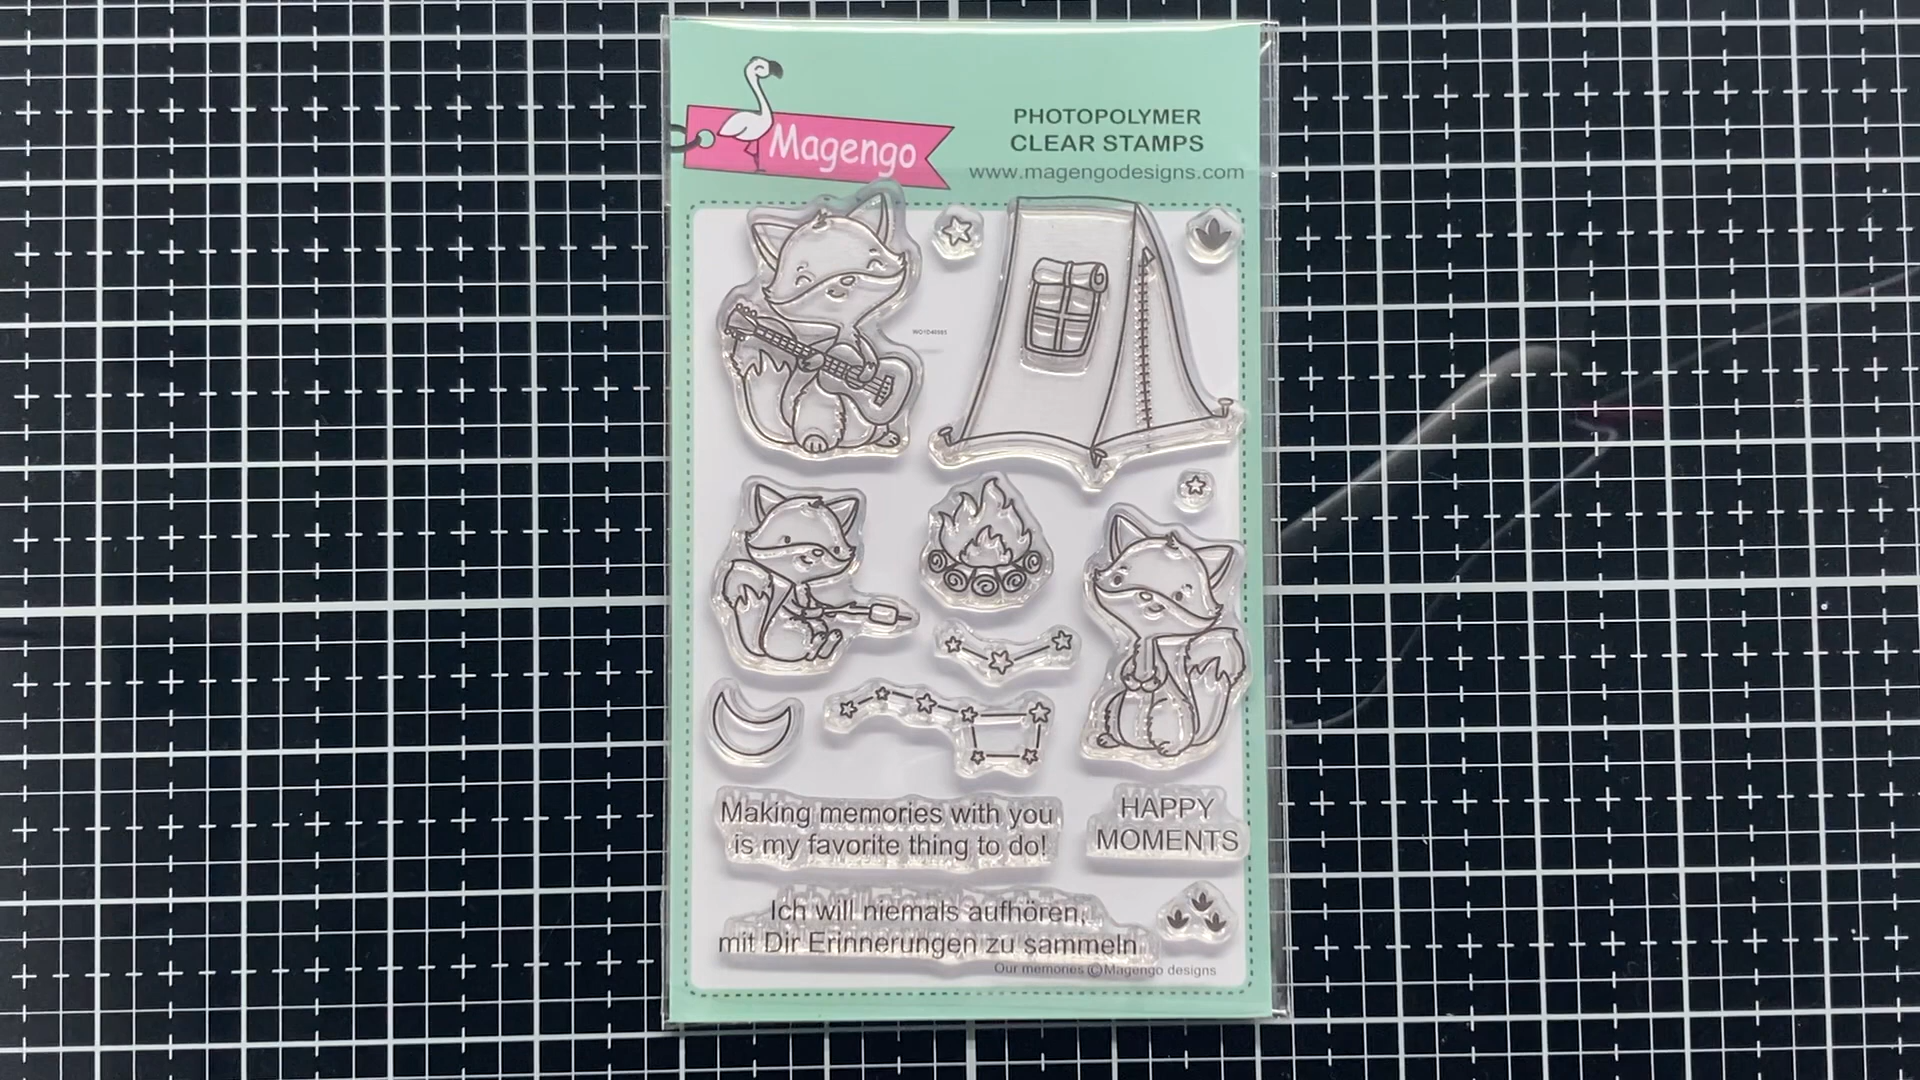 Magengo
PHOTOPOLYMER
CLEAR STAMPS
www.magengodesigns.com
Making memories with you
is my favorite thing to do!
HAPPY
MOMENTS
Ich will niemals aufhören,
mit Dir Erinnerungen zu sammeln
Our memories ©Magengo designs